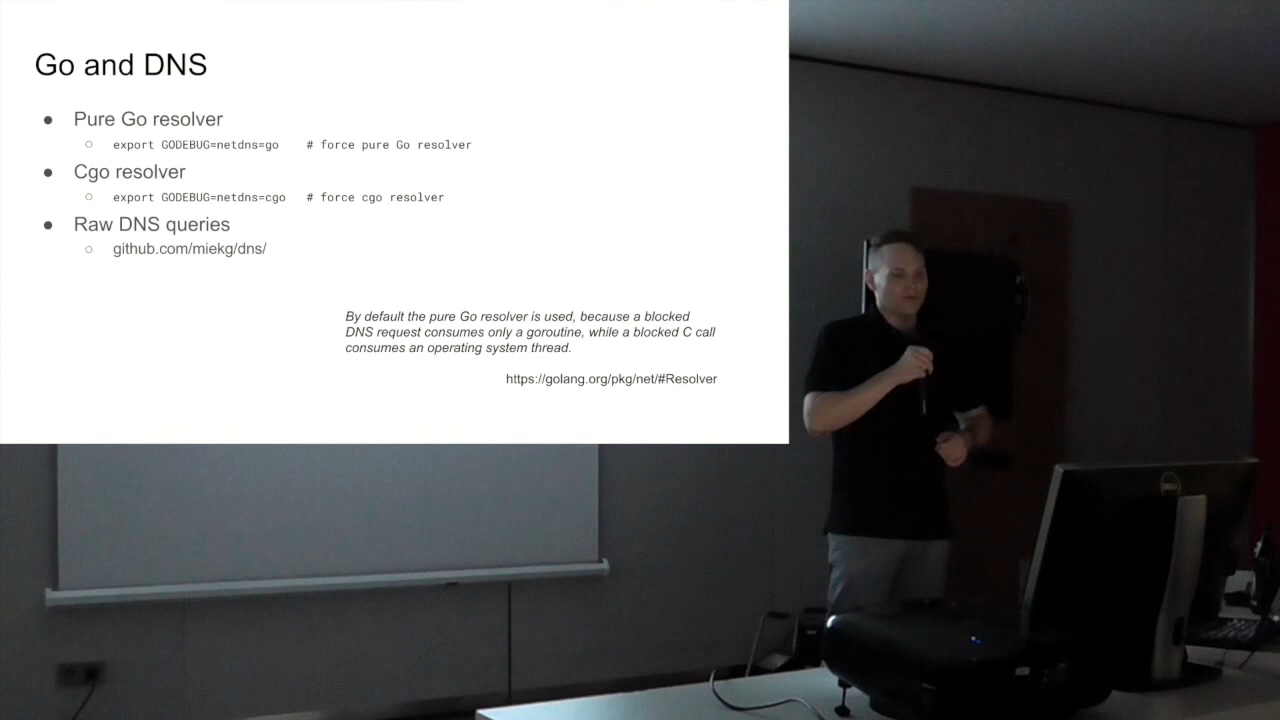 Go and DNS
● Pure Go resolver
○ export GODEBUG=netdns=go # force pure Go resolver
● Cgo resolver
○ export GODEBUG=netdns=cgo # force cgo resolver
● Raw DNS queries
○ github.com/miekg/dns/
By default the pure Go resolver is used, because a blocked
DNS request consumes only a goroutine, while a blocked C call
consumes an operating system thread.
https://golang.org/pkg/net/#Resolver
DELL